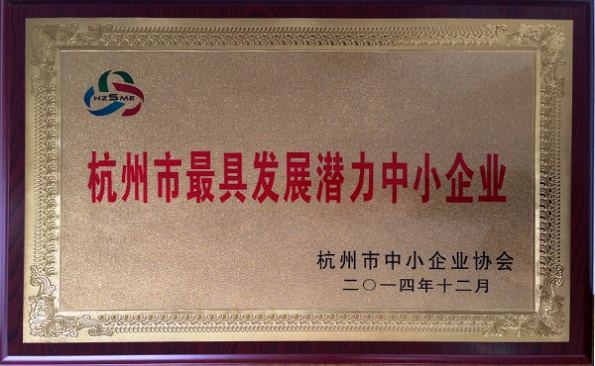 HZSME
杭州市最具发展潜力中小企业
杭州市中小企业协会
二〇一四年十二月